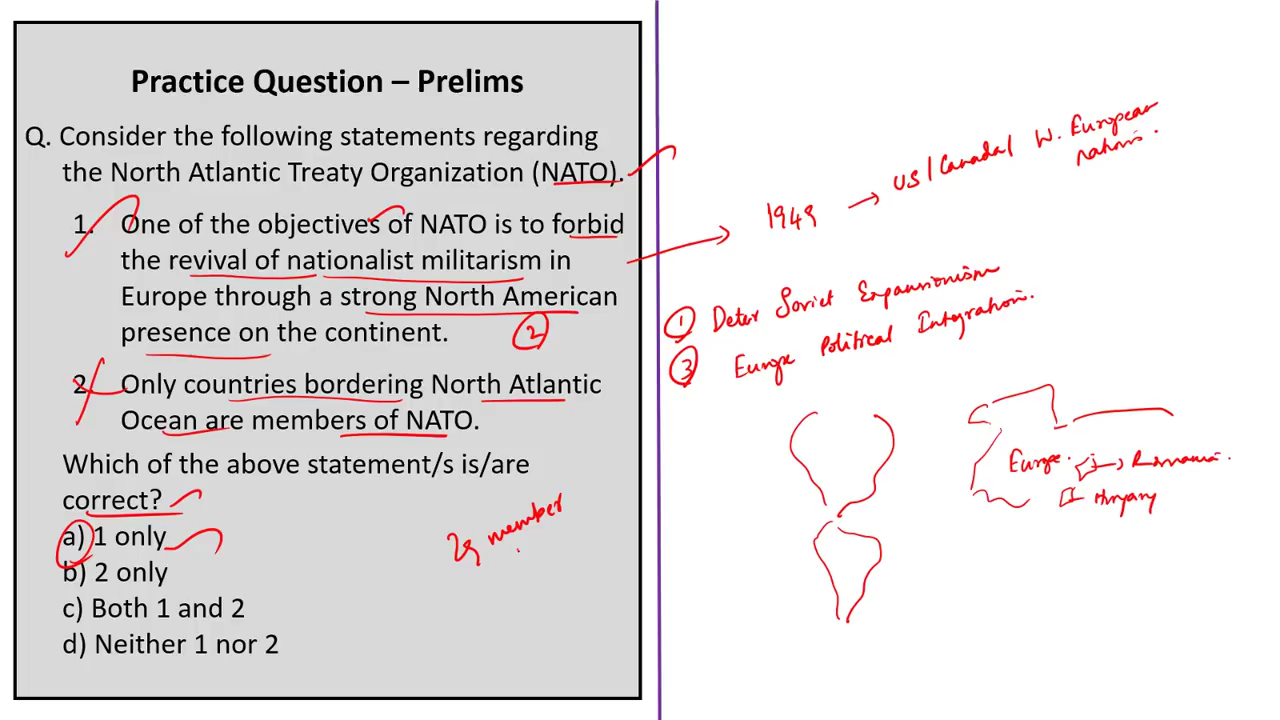 Practice Question – Prelims
Q. Consider the following statements regarding
the North Atlantic Treaty Organization (NATO).
1. One of the objectives of NATO is to forbid
the revival of nationalist militarism in
Europe through a strong North American
presence on the continent.
2
2. Only countries bordering North Atlantic
Ocean are members of NATO.
Which of the above statement/s is/are
correct?
a) 1 only
b) 2 only
c) Both 1 and 2
d) Neither 1 nor 2
29 member
1949 → US/Canada/ W. European
nations.
1 Deter Soviet Expansionism
3 Europe Political Integration.
Europe. → Romania.
Hungary